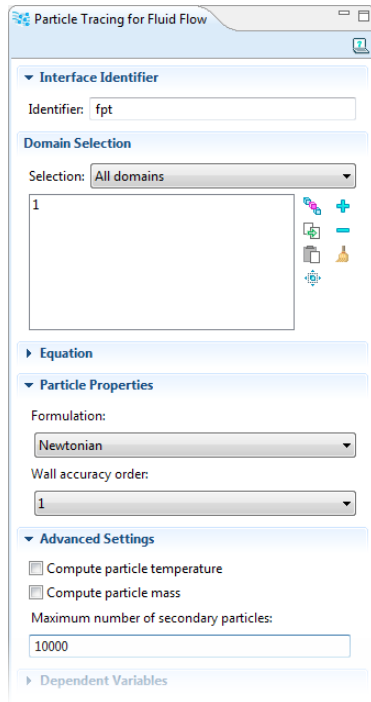 Particle Tracing for Fluid Flow
Interface Identifier
Identifier: fpt
Domain Selection
Selection: All domains
1
Equation
Particle Properties
Formulation:
Newtonian
Wall accuracy order:
1
Advanced Settings
Compute particle temperature
Compute particle mass
Maximum number of secondary particles:
10000
Dependent Variables